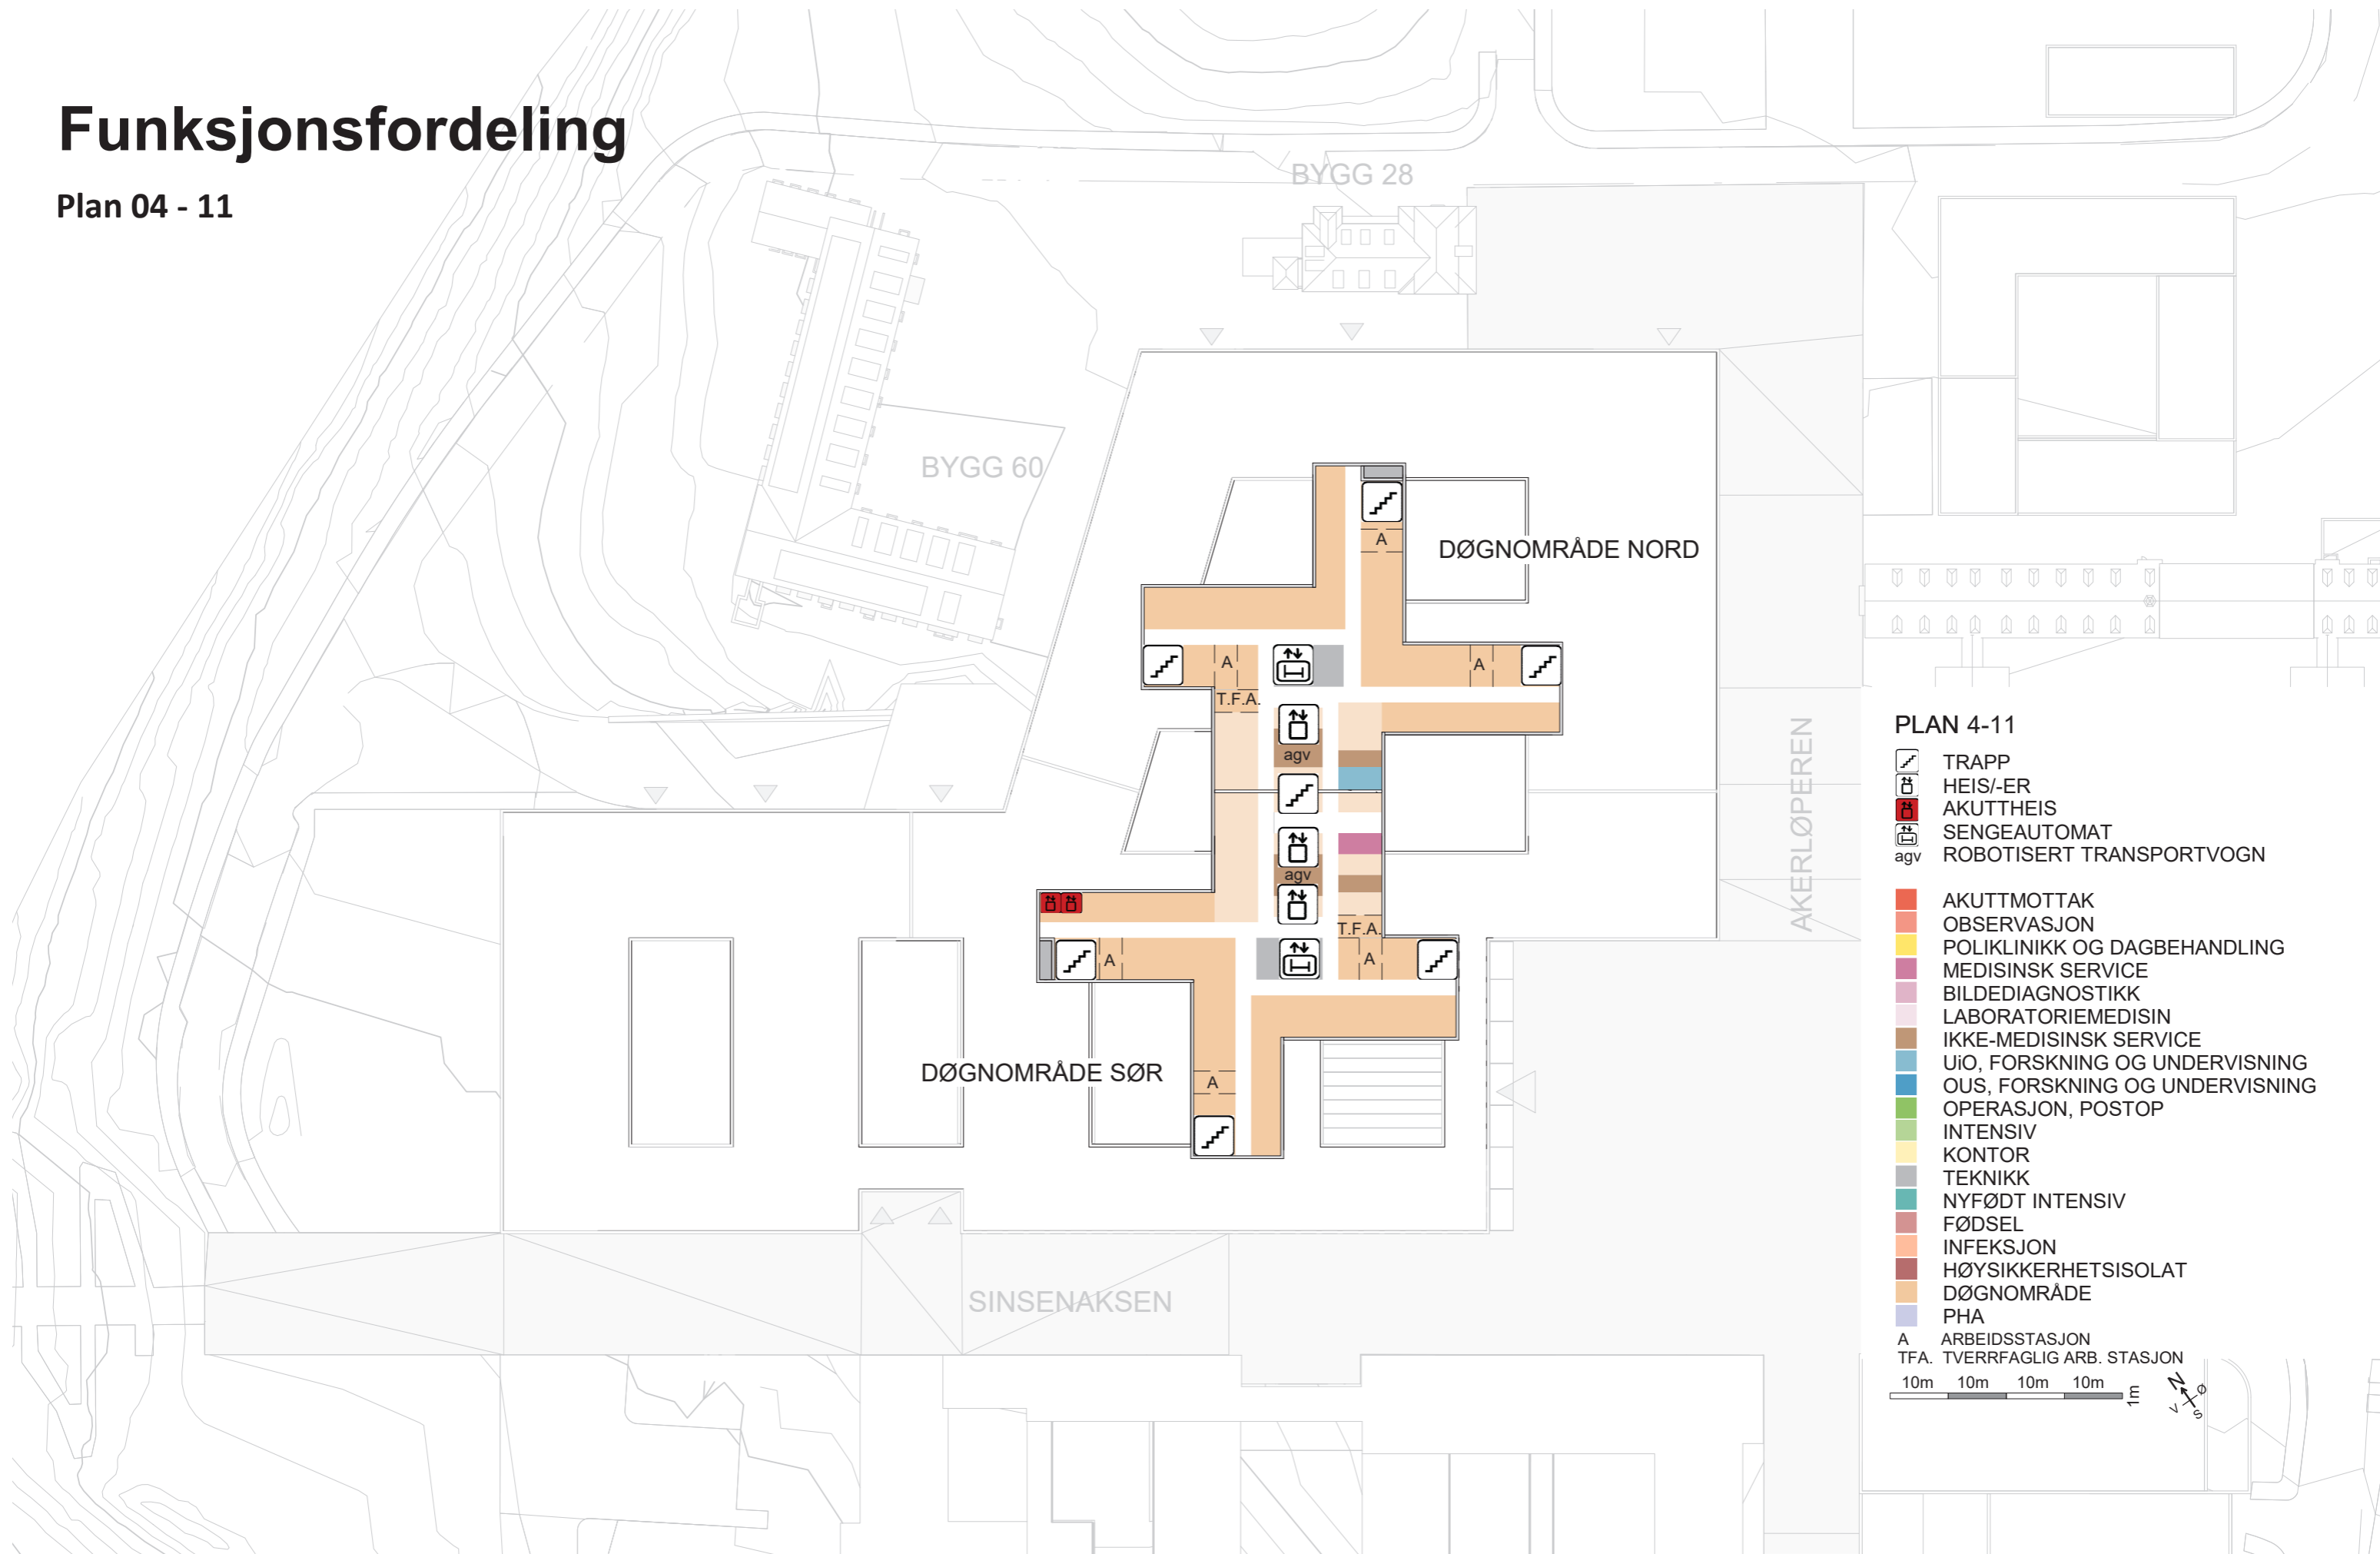 Funksjonsfordeling
Plan 04 - 11
BYGG 28
BYGG 60
DØGNOMRÅDE NORD
A
A
A
T.F.A.
agv
agv
T.F.A.
A
A
DØGNOMRÅDE SØR
A
AKERLØPEREN
SINSENAKSEN
PLAN 4-11
TRAPP
HEIS/-ER
AKUTTHEIS
SENGEAUTOMAT
agv ROBOTISERT TRANSPORTVOGN
AKUTTMOTTAK
OBSERVASJON
POLIKLINIKK OG DAGBEHANDLING
MEDISINSK SERVICE
BILDEDIAGNOSTIKK
LABORATORIEMEDISIN
IKKE-MEDISINSK SERVICE
UiO, FORSKNING OG UNDERVISNING
OUS, FORSKNING OG UNDERVISNING
OPERASJON, POSTOP
INTENSIV
KONTOR
TEKNIKK
NYFØDT INTENSIV
FØDSEL
INFEKSJON
HØYSIKKERHETSISOLAT
DØGNOMRÅDE
PHA
A ARBEIDSSTASJON
TFA. TVERRFAGLIG ARB. STASJON
10m 10m 10m 10m
1m
N
Ø
V
S